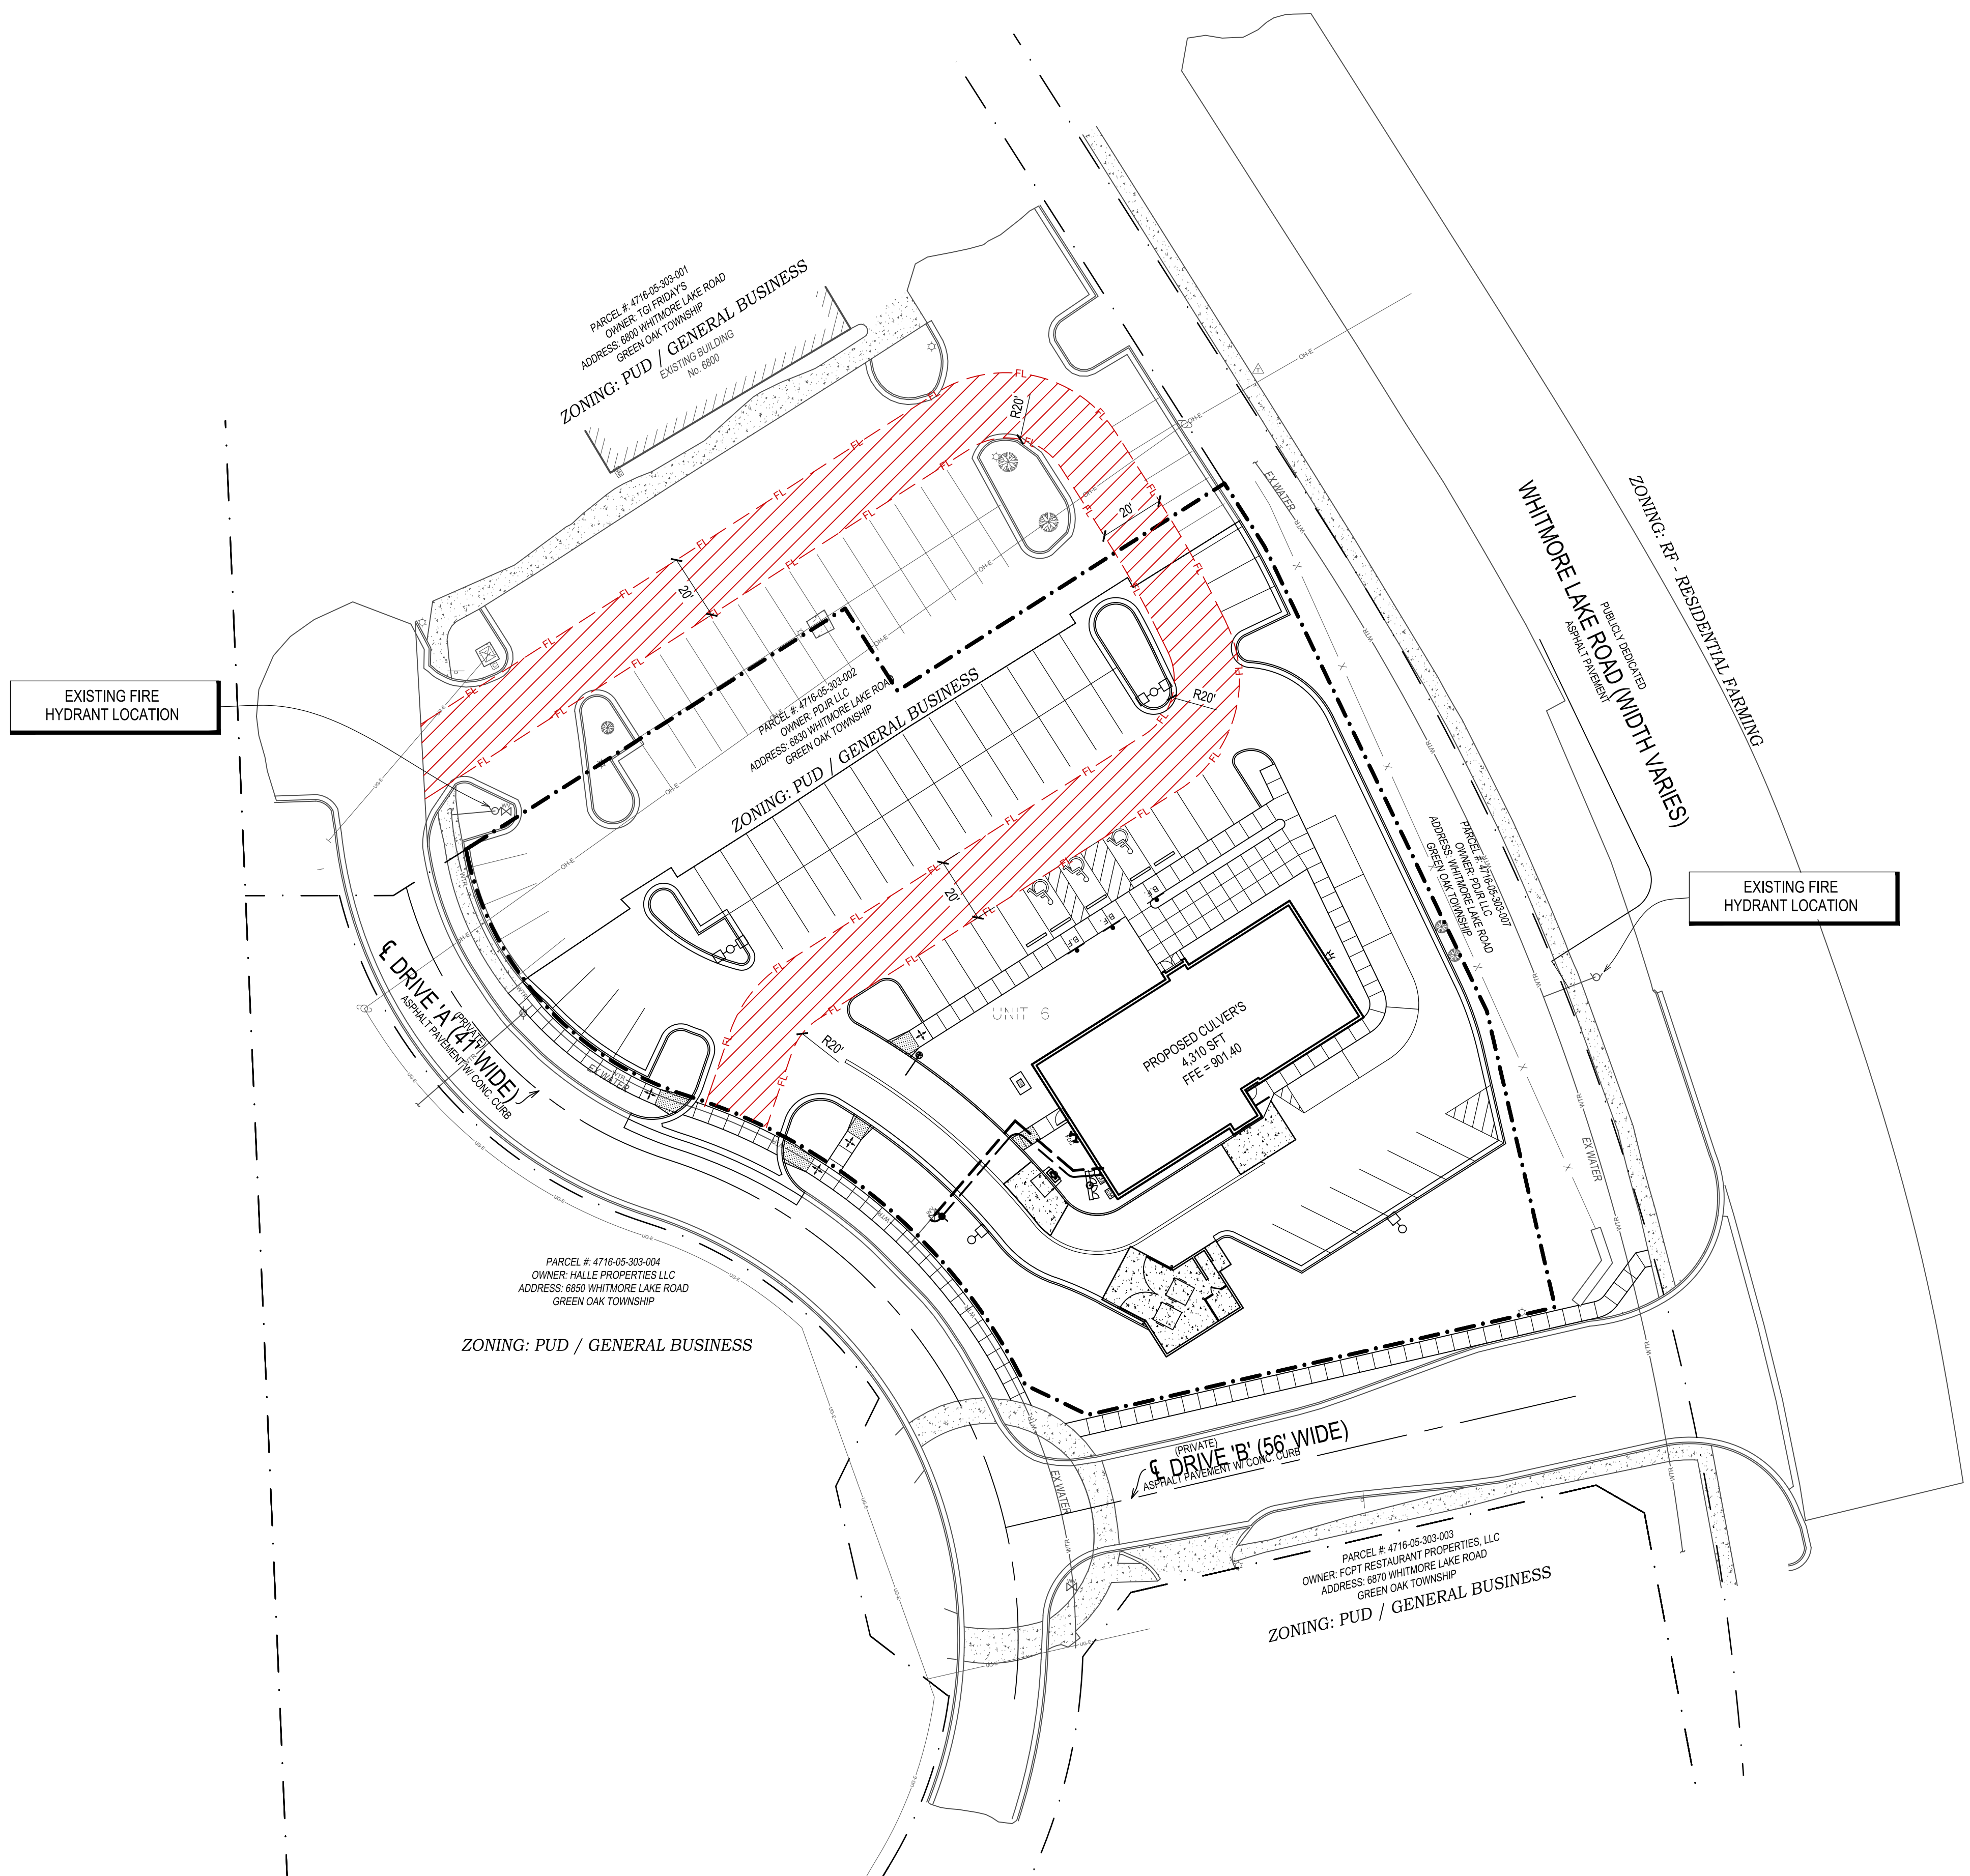 PARCEL #: 4716-05-303-001
OWNER: TGI FRIDAY'S
ADDRESS: 6800 WHITMORE LAKE ROAD
GREEN OAK TOWNSHIP
ZONING: PUD / GENERAL BUSINESS
EXISTING BUILDING
No. 6800
R20'
20'
20'
EX WATER
OH-E
WTR
FL
ZONING: RF - RESIDENTIAL FARMING
WHITMORE LAKE ROAD (WIDTH VARIES)
PUBLICLY DEDICATED
ASPHALT PAVEMENT
EXISTING FIRE
HYDRANT LOCATION
PARCEL #: 4716-05-303-002
OWNER: PDJR LLC
ADDRESS: 6830 WHITMORE LAKE ROAD
GREEN OAK TOWNSHIP
ZONING: PUD / GENERAL BUSINESS
R20'
20'
PARCEL #: 4716-05-303-007
OWNER: PDJR LLC
ADDRESS: WHITMORE LAKE ROAD
GREEN OAK TOWNSHIP
EXISTING FIRE
HYDRANT LOCATION
B-F
B-F
B-F
UNIT 6
R20'
PROPOSED CULVER'S
4,310 SFT
FFE = 901.40
℄ DRIVE 'A' (41' WIDE)
(PRIVATE)
ASPHALT PAVEMENT W/ CONC. CURB
EX WATER
UG-E
EX WATER
PARCEL #: 4716-05-303-004
OWNER: HALLE PROPERTIES LLC
ADDRESS: 6850 WHITMORE LAKE ROAD
GREEN OAK TOWNSHIP
ZONING: PUD / GENERAL BUSINESS
(PRIVATE)
℄ DRIVE 'B' (56' WIDE)
ASPHALT PAVEMENT W/ CONC. CURB
EX WATER
PARCEL #: 4716-05-303-003
OWNER: FCPT RESTAURANT PROPERTIES, LLC
ADDRESS: 6870 WHITMORE LAKE ROAD
GREEN OAK TOWNSHIP
ZONING: PUD / GENERAL BUSINESS